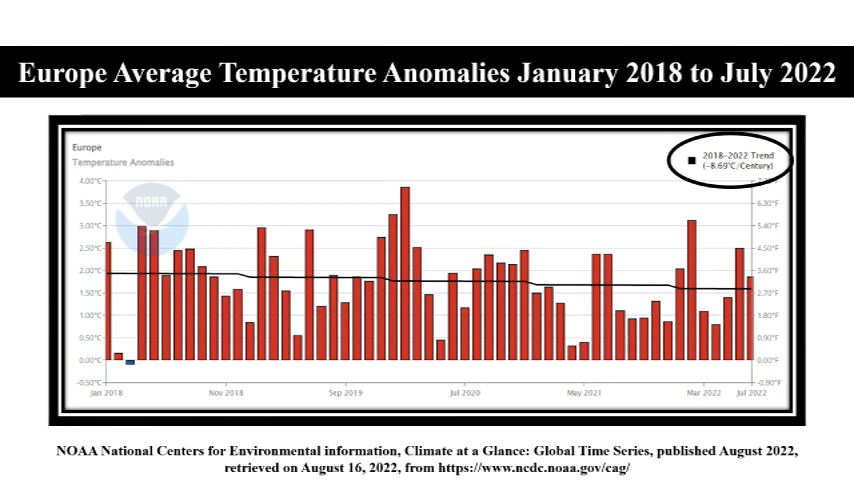 Europe Average Temperature Anomalies January 2018 to July 2022
Europe
Temperature Anomalies
2018-2022 Trend
(-8.69°C/Century)
NOAA
4.00°C
3.50°C 6.30°F
3.00°C 5.40°F
2.50°C 4.50°F
2.00°C 3.60°F
1.50°C 2.70°F
1.00°C 1.80°F
0.50°C 0.90°F
0.00°C 0.00°F
-0.50°C -0.90°F
Jan 2018 Nov 2018 Sep 2019 Jul 2020 May 2021 Mar 2022 Jul 2022
NOAA National Centers for Environmental information, Climate at a Glance: Global Time Series, published August 2022,
retrieved on August 16, 2022, from https://www.ncdc.noaa.gov/cag/